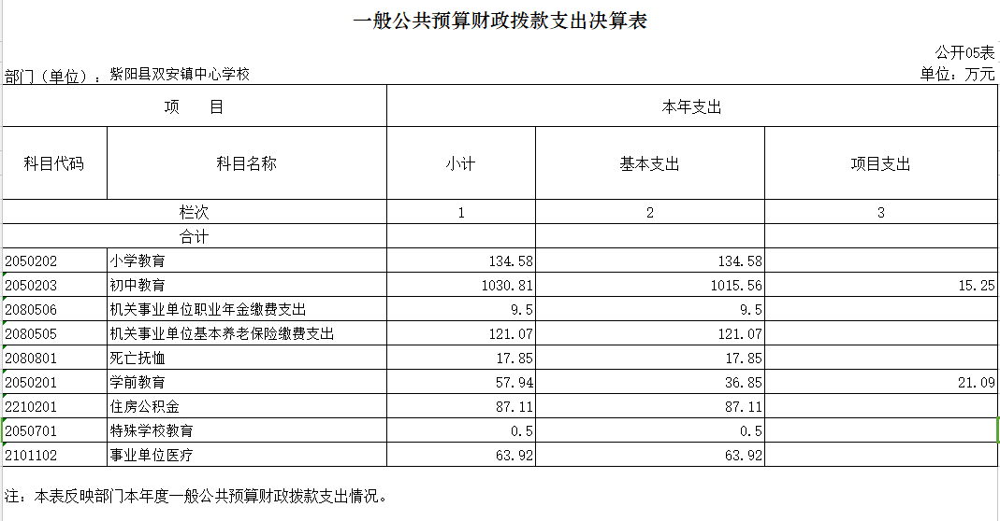 一般公共预算财政拨款支出决算表
公开05表
部门（单位）：紫阳县双安镇中心学校 单位：万元
项 目 本年支出
科目代码 科目名称 小计 基本支出 项目支出
栏次 1 2 3
合计
2050202 小学教育 134.58 134.58
2050203 初中教育 1030.81 1015.56 15.25
2080506 机关事业单位职业年金缴费支出 9.5 9.5
2080505 机关事业单位基本养老保险缴费支出 121.07 121.07
2080801 死亡抚恤 17.85 17.85
2050201 学前教育 57.94 36.85 21.09
2210201 住房公积金 87.11 87.11
2050701 特殊学校教育 0.5 0.5
2101102 事业单位医疗 63.92 63.92
注：本表反映部门本年度一般公共预算财政拨款支出情况。